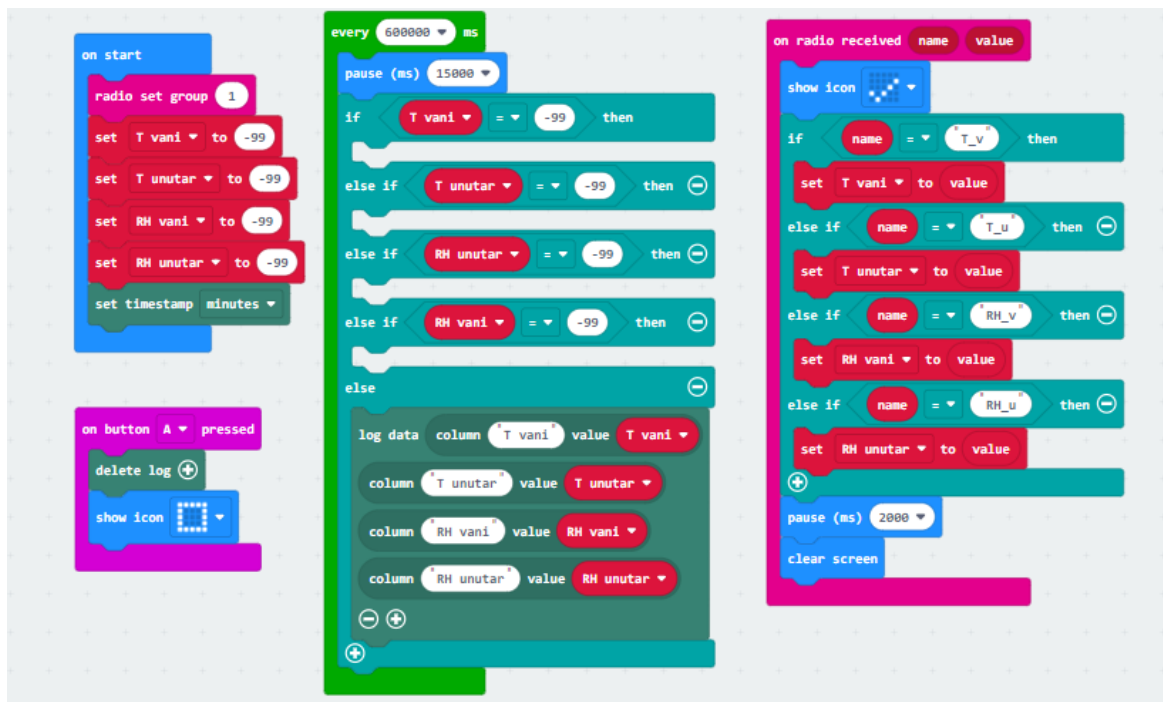 on start
radio set group 1
set T vani to -99
set T unutar to -99
set RH vani to -99
set RH unutar to -99
set timestamp minutes
on button A pressed
delete log
show icon
every 600000 ms
pause (ms) 15000
if T vani = -99 then
else if T unutar = -99 then
else if RH unutar = -99 then
else if RH vani = -99 then
else
log data column "T vani" value T vani
column "T unutar" value T unutar
column "RH vani" value RH vani
column "RH unutar" value RH unutar
on radio received name value
show icon
if name = "T_v" then
set T vani to value
else if name = "T_u" then
set T unutar to value
else if name = "RH_v" then
set RH vani to value
else if name = "RH_u" then
set RH unutar to value
pause (ms) 2000
clear screen